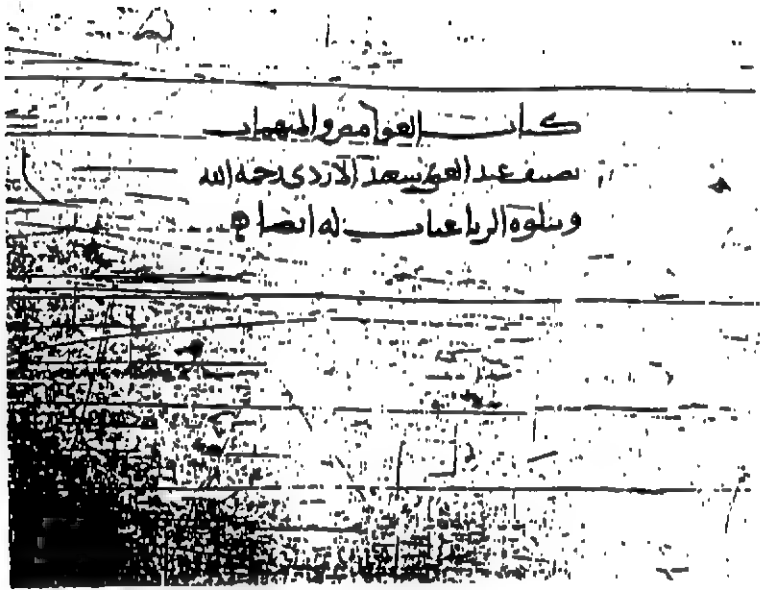 كتاب الغوامض والمبهمات
تصنيف عبد الغني بن سعيد الازدي رحمه الله
ويتلوه الرباعيات له ايضا